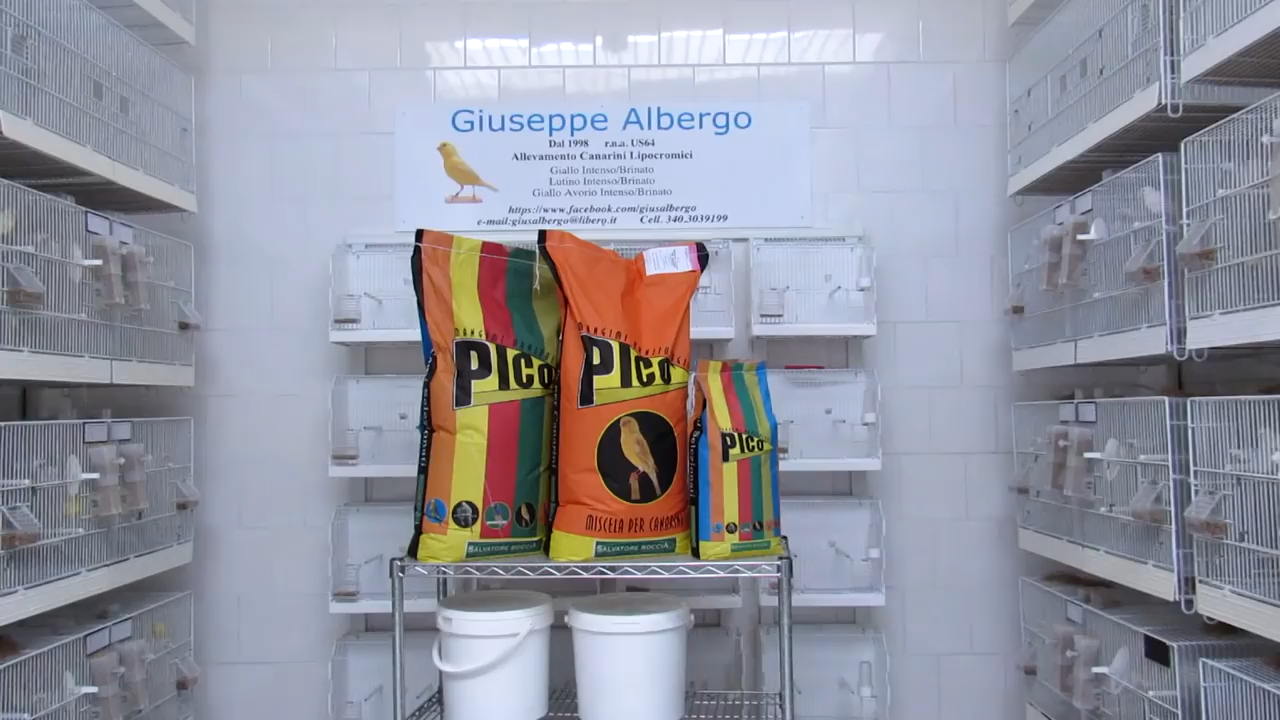 Giuseppe Albergo
Dal 1998 r.n.a. US64
Allevamento Canarini Lipocromici
Giallo Intenso/Brinato
Lutino Intenso/Brinato
Giallo Avorio Intenso/Brinato
https://www.facebook.com/giusalbergo
e-mail:giusalbergo@libero.it Cell. 340.3039199
PICO
MANGIMI
PICO
PICO
MISCELA PER CANARINI
SALVATORE BOCCIA
SALVATORE BOCCIA